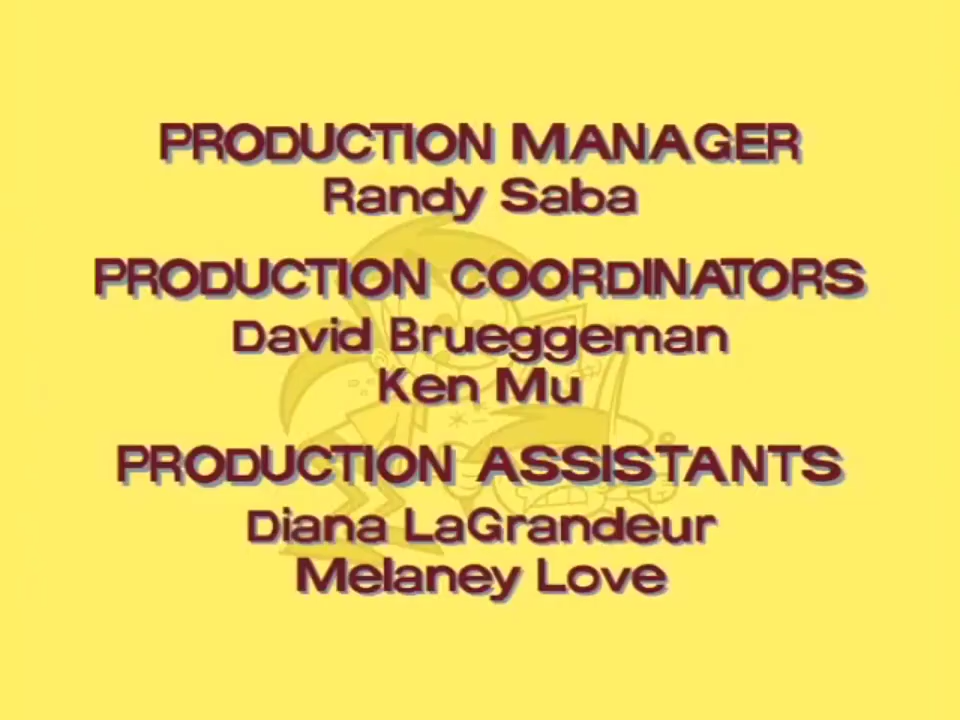 PRODUCTION MANAGER
Randy Saba
PRODUCTION COORDINATORS
David Brueggeman
Ken Mu
PRODUCTION ASSISTANTS
Diana LaGrandeur
Melaney Love